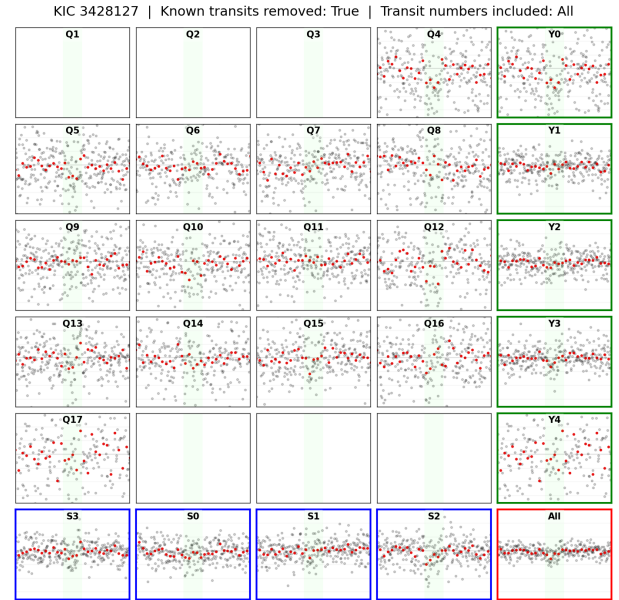 KIC 3428127  |  Known transits removed: True  |  Transit numbers included: All
Q1
Q2
Q3
Q4
Y0
Q5
Q6
Q7
Q8
Y1
Q9
Q10
Q11
Q12
Y2
Q13
Q14
Q15
Q16
Y3
Q17
Y4
S3
S0
S1
S2
All